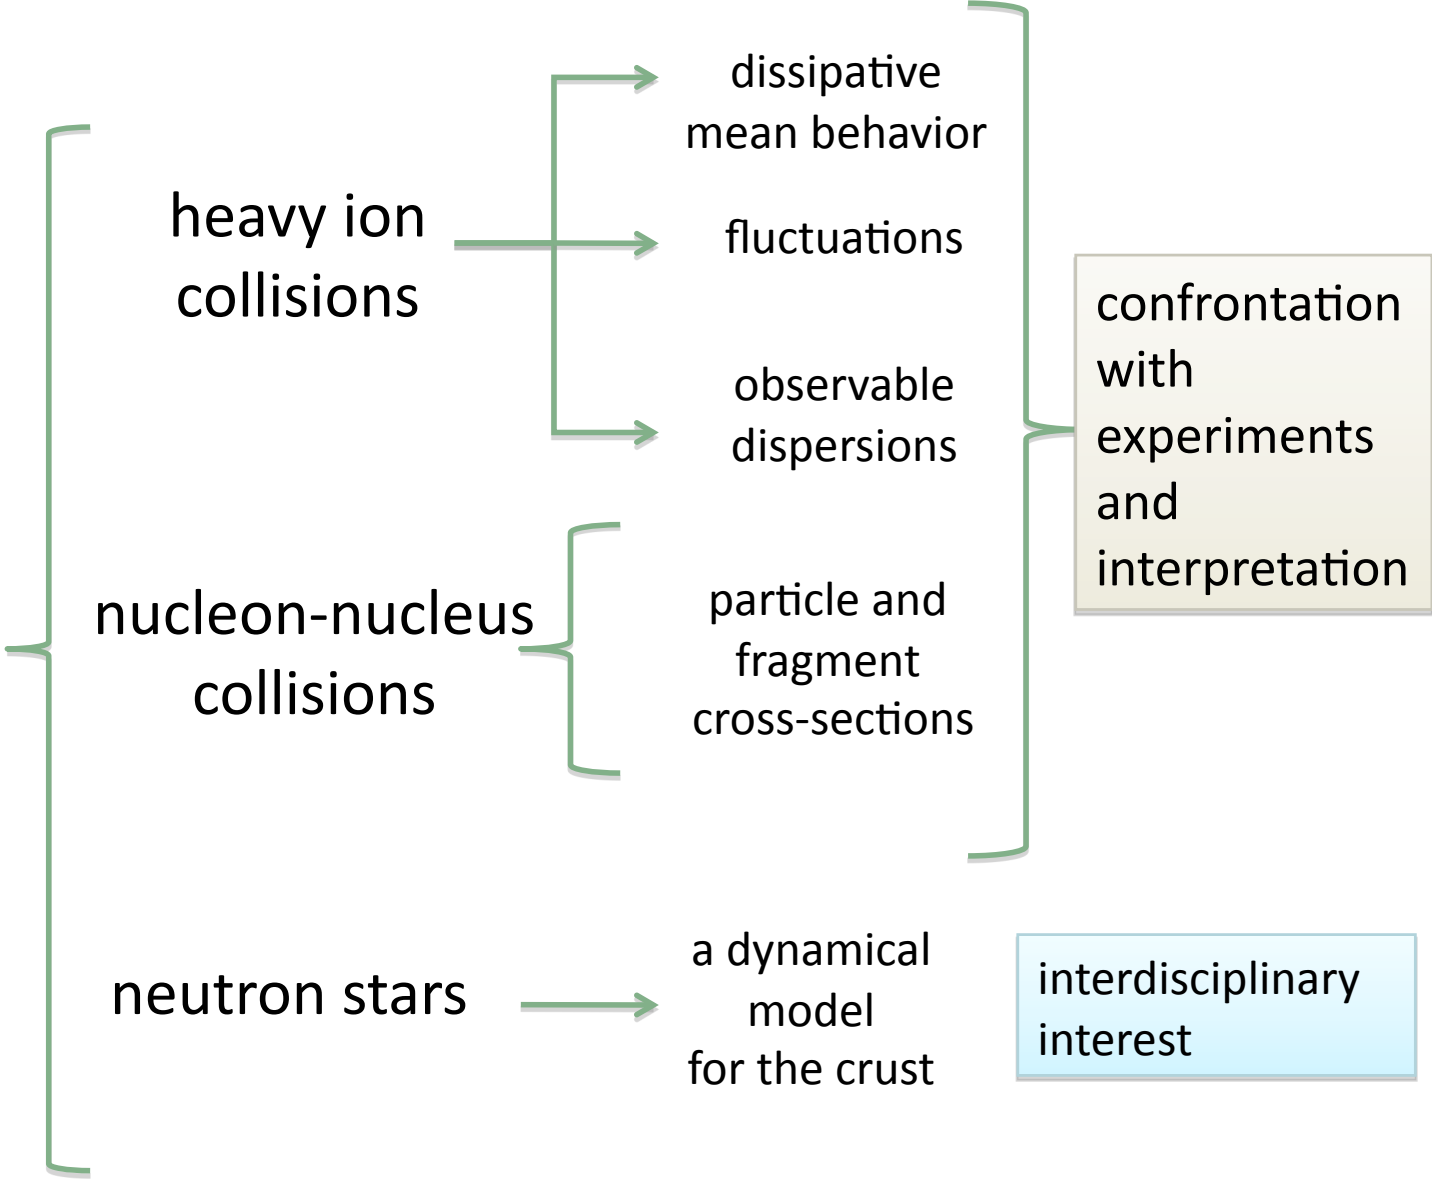 heavy ion
collisions
dissipative
mean behavior
fluctuations
observable
dispersions
nucleon-nucleus
collisions
particle and
fragment
cross-sections
confrontation
with
experiments
and
interpretation
neutron stars
a dynamical
model
for the crust
interdisciplinary
interest